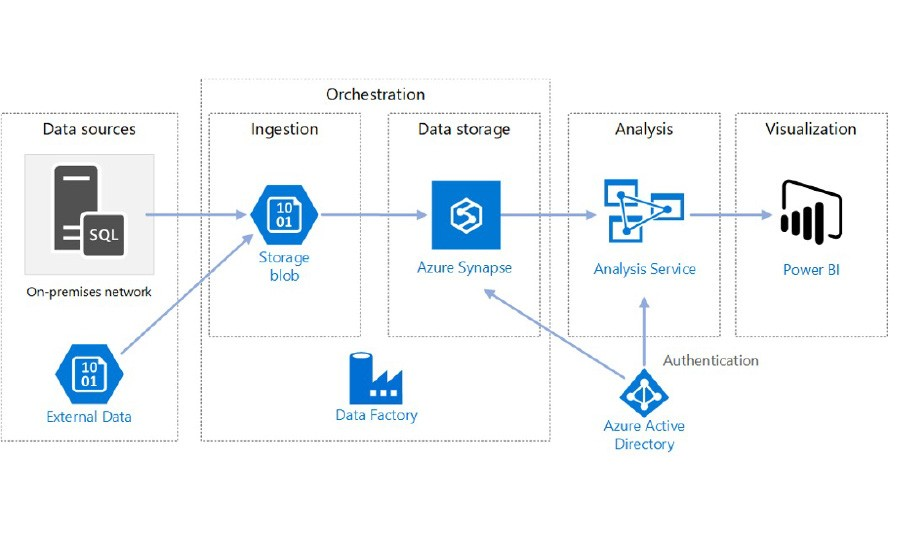 Orchestration
Data sources
Ingestion
Data storage
Analysis
Visualization
10
01
SQL
Storage
blob
Azure Synapse
Analysis Service
Power BI
On-premises network
10
01
External Data
Data Factory
Authentication
Azure Active
Directory